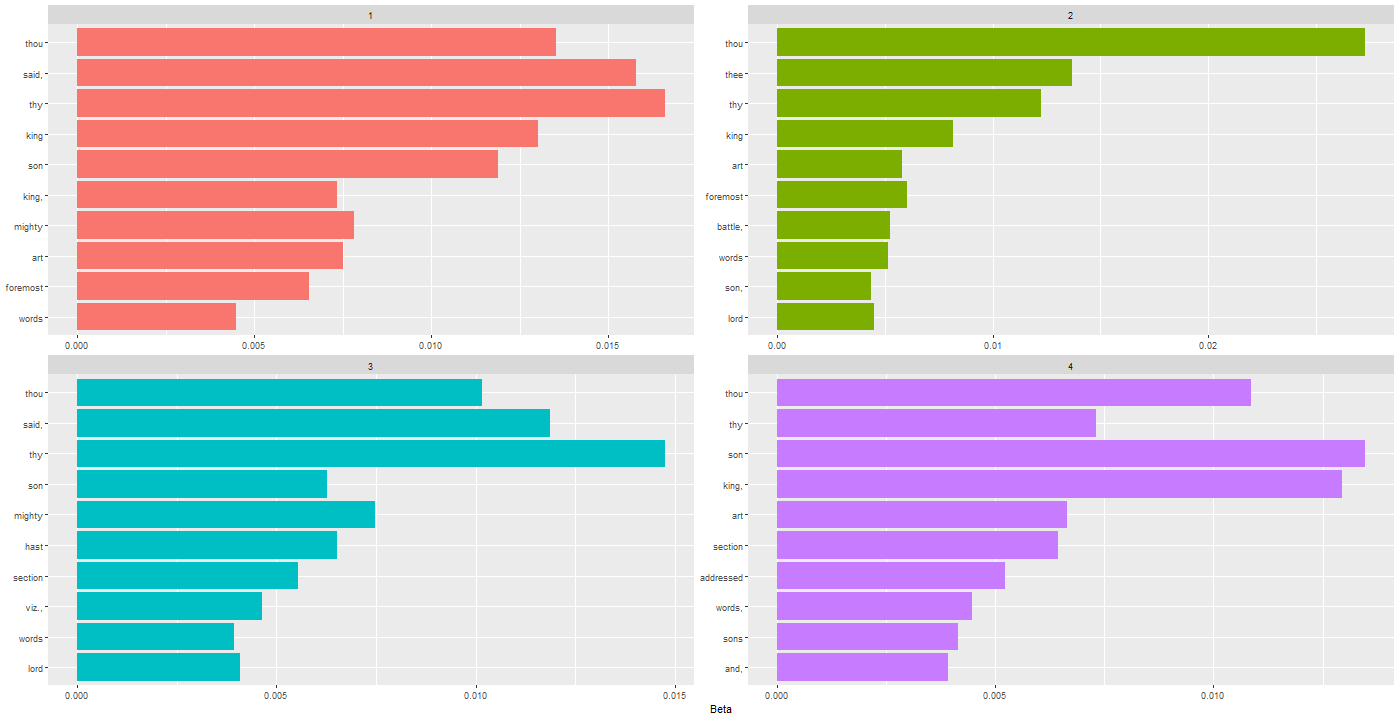 1
thou
said,
thy
king
son
king,
mighty
art
foremost
words
0.000 0.005 0.010 0.015
2
thou
thee
thy
king
art
foremost
battle,
words
son,
lord
0.00 0.01 0.02
3
thou
said,
thy
son
mighty
hast
section
viz.,
words
lord
0.000 0.005 0.010 0.015
4
thou
thy
son
king,
art
section
addressed
words,
sons
and,
0.000 0.005 0.010
Beta